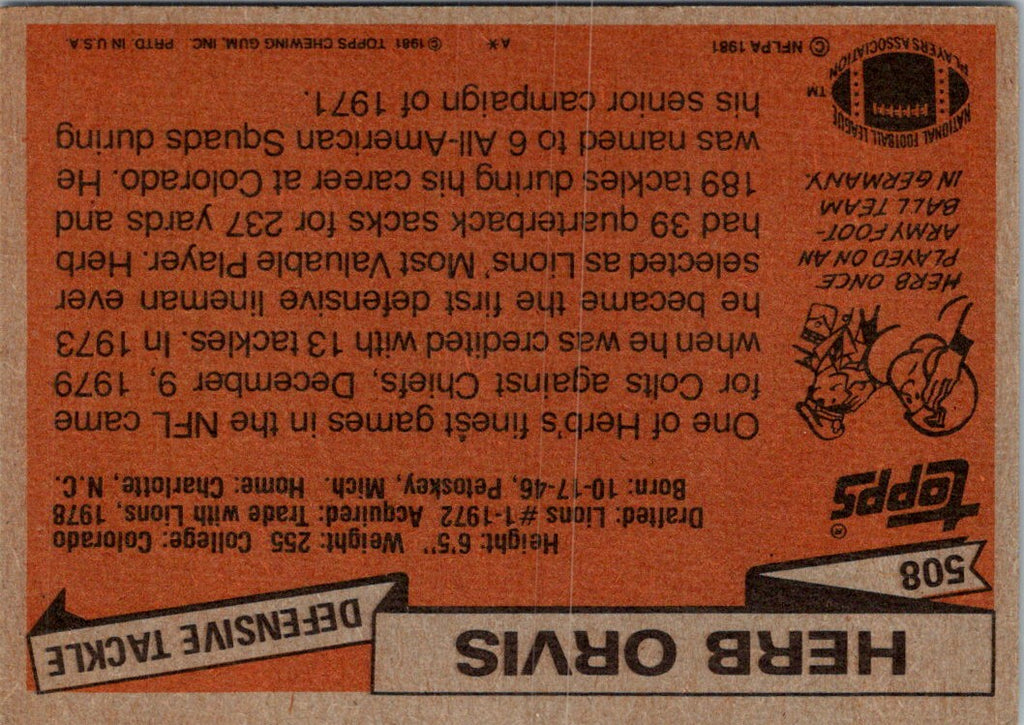 HERB ORVIS
508
DEFENSIVE TACKLE
topps®
Height: 6'5" Weight: 255 College: Colorado
Drafted: Lions #1-1972 Acquired: Trade with Lions, 1978
Born: 10-17-46, Petoskey, Mich. Home: Charlotte, N.C.
HERB ONCE
PLAYED ON AN
ARMY FOOT-
BALL TEAM
IN GERMANY.
One of Herb's finest games in the NFL came
for Colts against Chiefs, December 9, 1979
when he was credited with 13 tackles. In 1973
he became the first defensive lineman ever
selected as Lions' Most Valuable Player. Herb
had 39 quarterback sacks for 237 yards and
189 tackles during his career at Colorado. He
was named to 6 All-American Squads during
his senior campaign of 1971.
NATIONAL FOOTBALL LEAGUE
PLAYERS ASSOCIATION
TM
© NFLPA 1981
A*
© 1981 TOPPS CHEWING GUM, INC. PRTD. IN U.S.A.